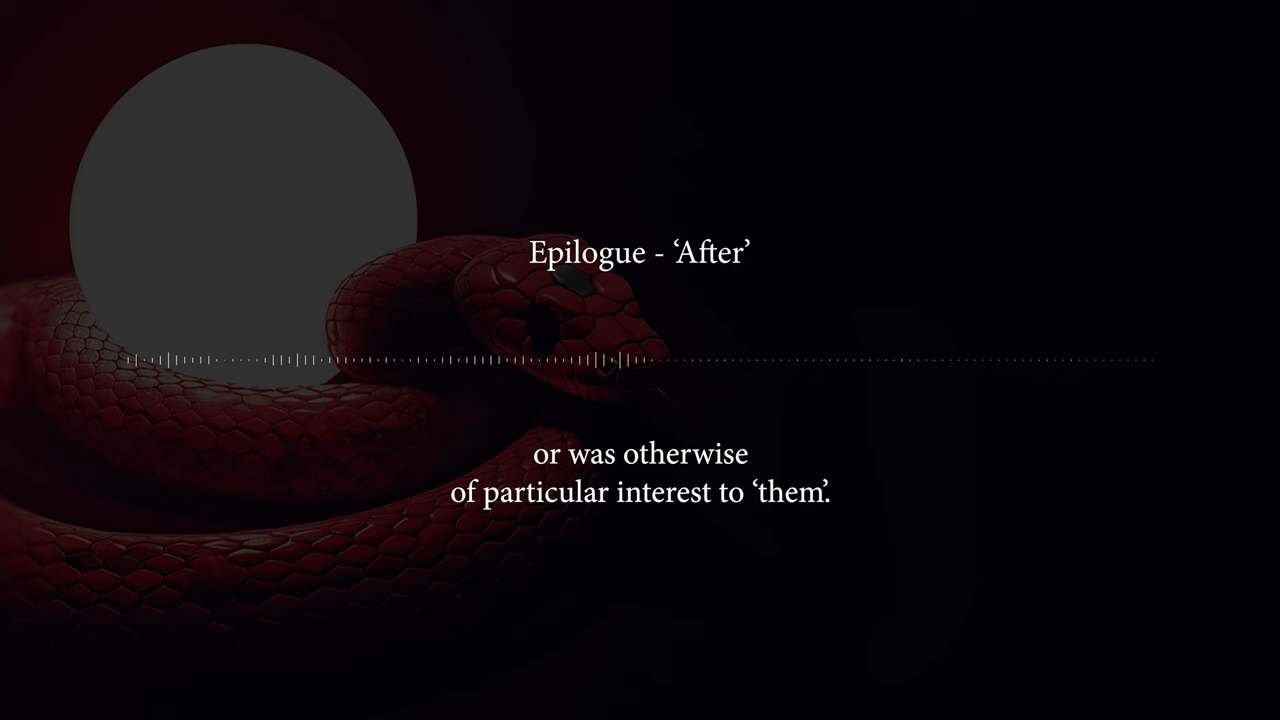 Epilogue - ‘After’
or was otherwise
of particular interest to ‘them’.